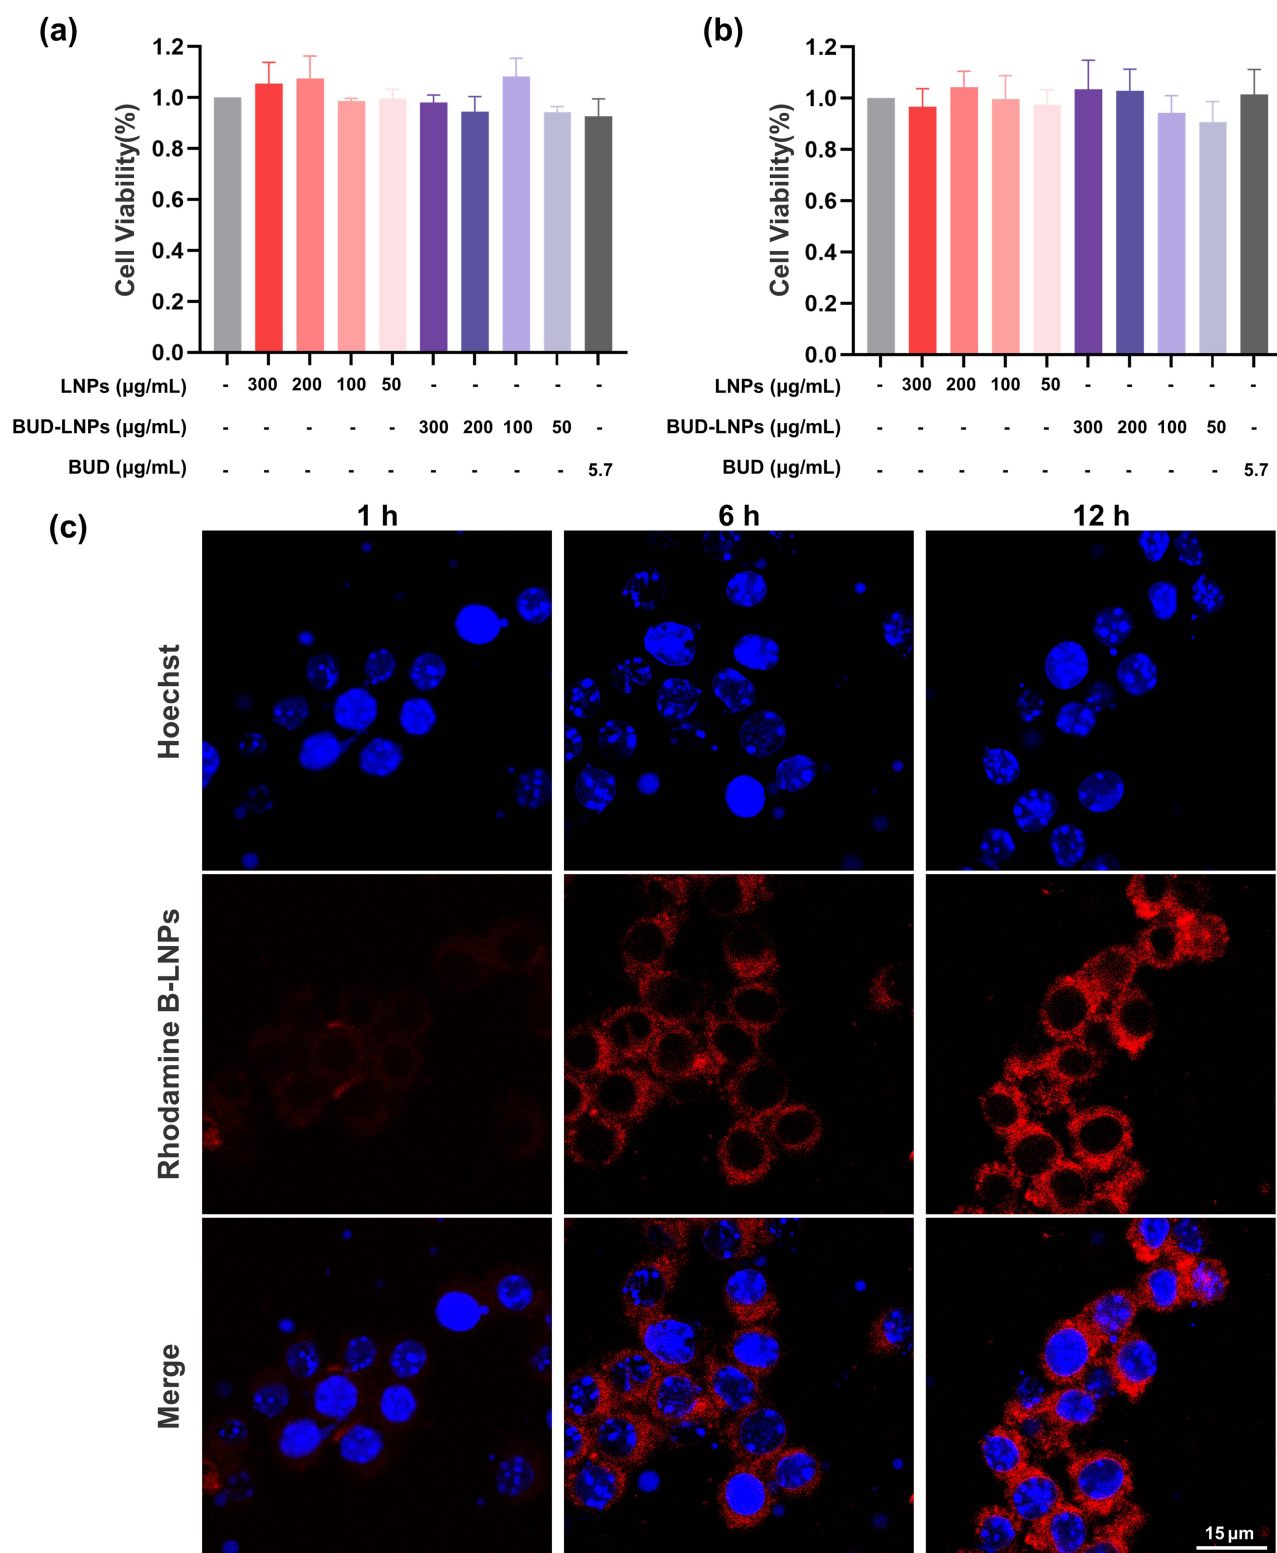 (a)
1.2
1.0
0.8
0.6
0.4
0.2
0.0
Cell Viability(%)
LNPs (µg/mL) - 300 200 100 50 - - - - -
BUD-LNPs (µg/mL) - - - - - 300 200 100 50 -
BUD (µg/mL) - - - - - - - - - 5.7
(b)
1.2
1.0
0.8
0.6
0.4
0.2
0.0
Cell Viability(%)
LNPs (µg/mL) - 300 200 100 50 - - - - -
BUD-LNPs (µg/mL) - - - - - 300 200 100 50 -
BUD (µg/mL) - - - - - - - - - 5.7
(c)
1 h 6 h 12 h
Hoechst
Rhodamine B-LNPs
Merge
15 µm